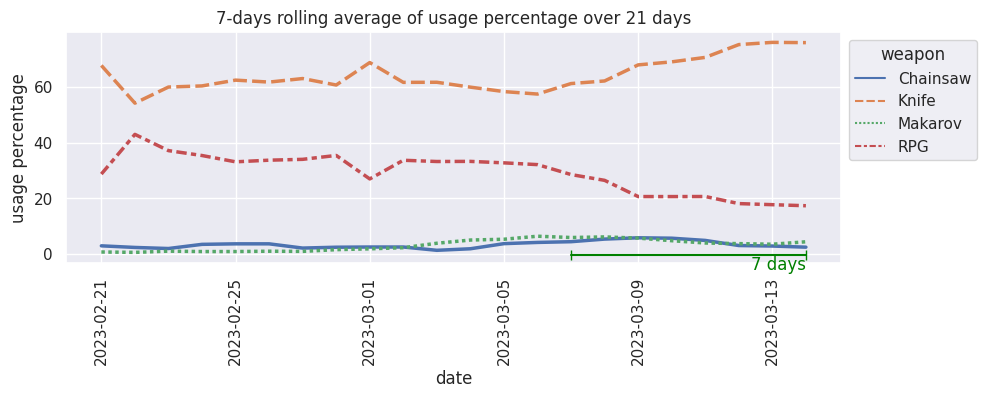 7-days rolling average of usage percentage over 21 days
usage percentage
60
40
20
0
7 days
2023-02-21
2023-02-25
2023-03-01
2023-03-05
2023-03-09
2023-03-13
date
weapon
Chainsaw
Knife
Makarov
RPG